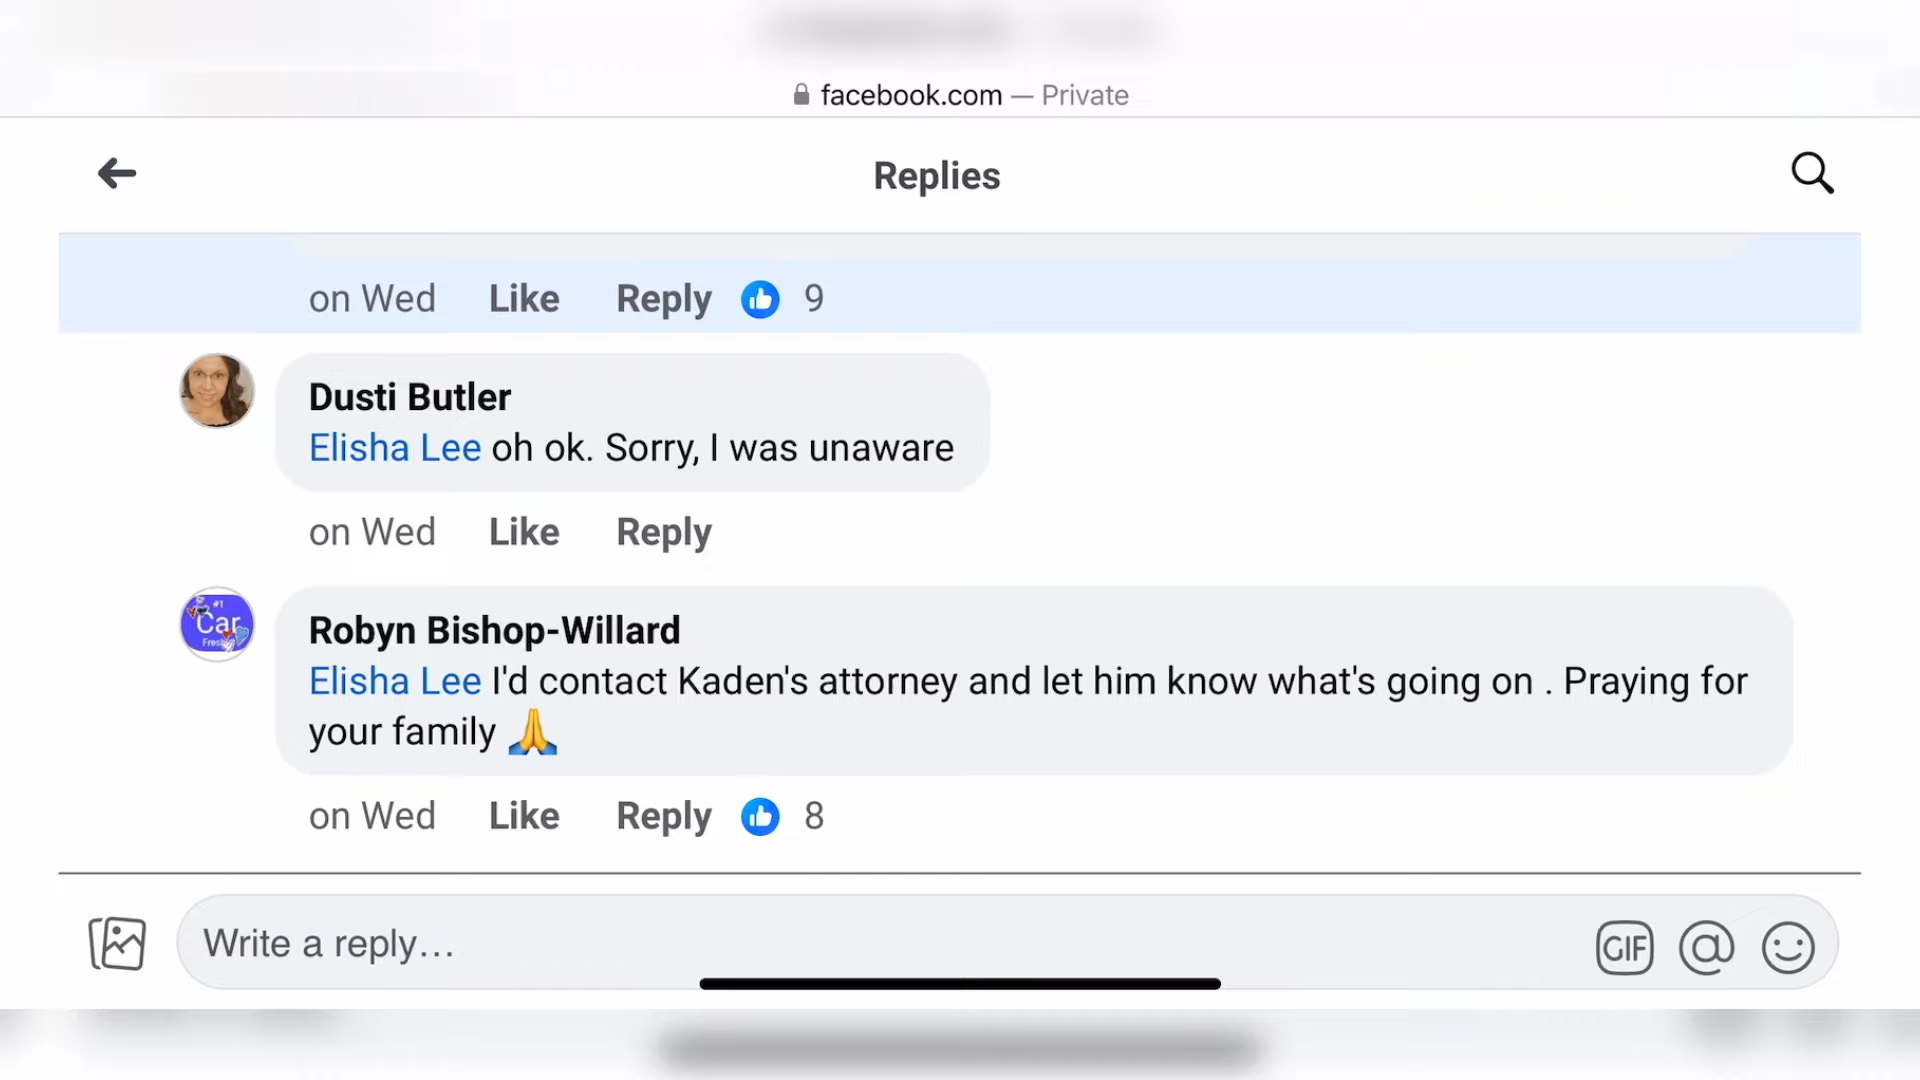 facebook.com — Private
Replies
on Wed Like Reply 9
Dusti Butler
Elisha Lee oh ok. Sorry, I was unaware
on Wed Like Reply
#1
Car
Robyn Bishop-Willard
Elisha Lee I'd contact Kaden's attorney and let him know what's going on . Praying for
your family 🙏
on Wed Like Reply 8
Write a reply...
GIF